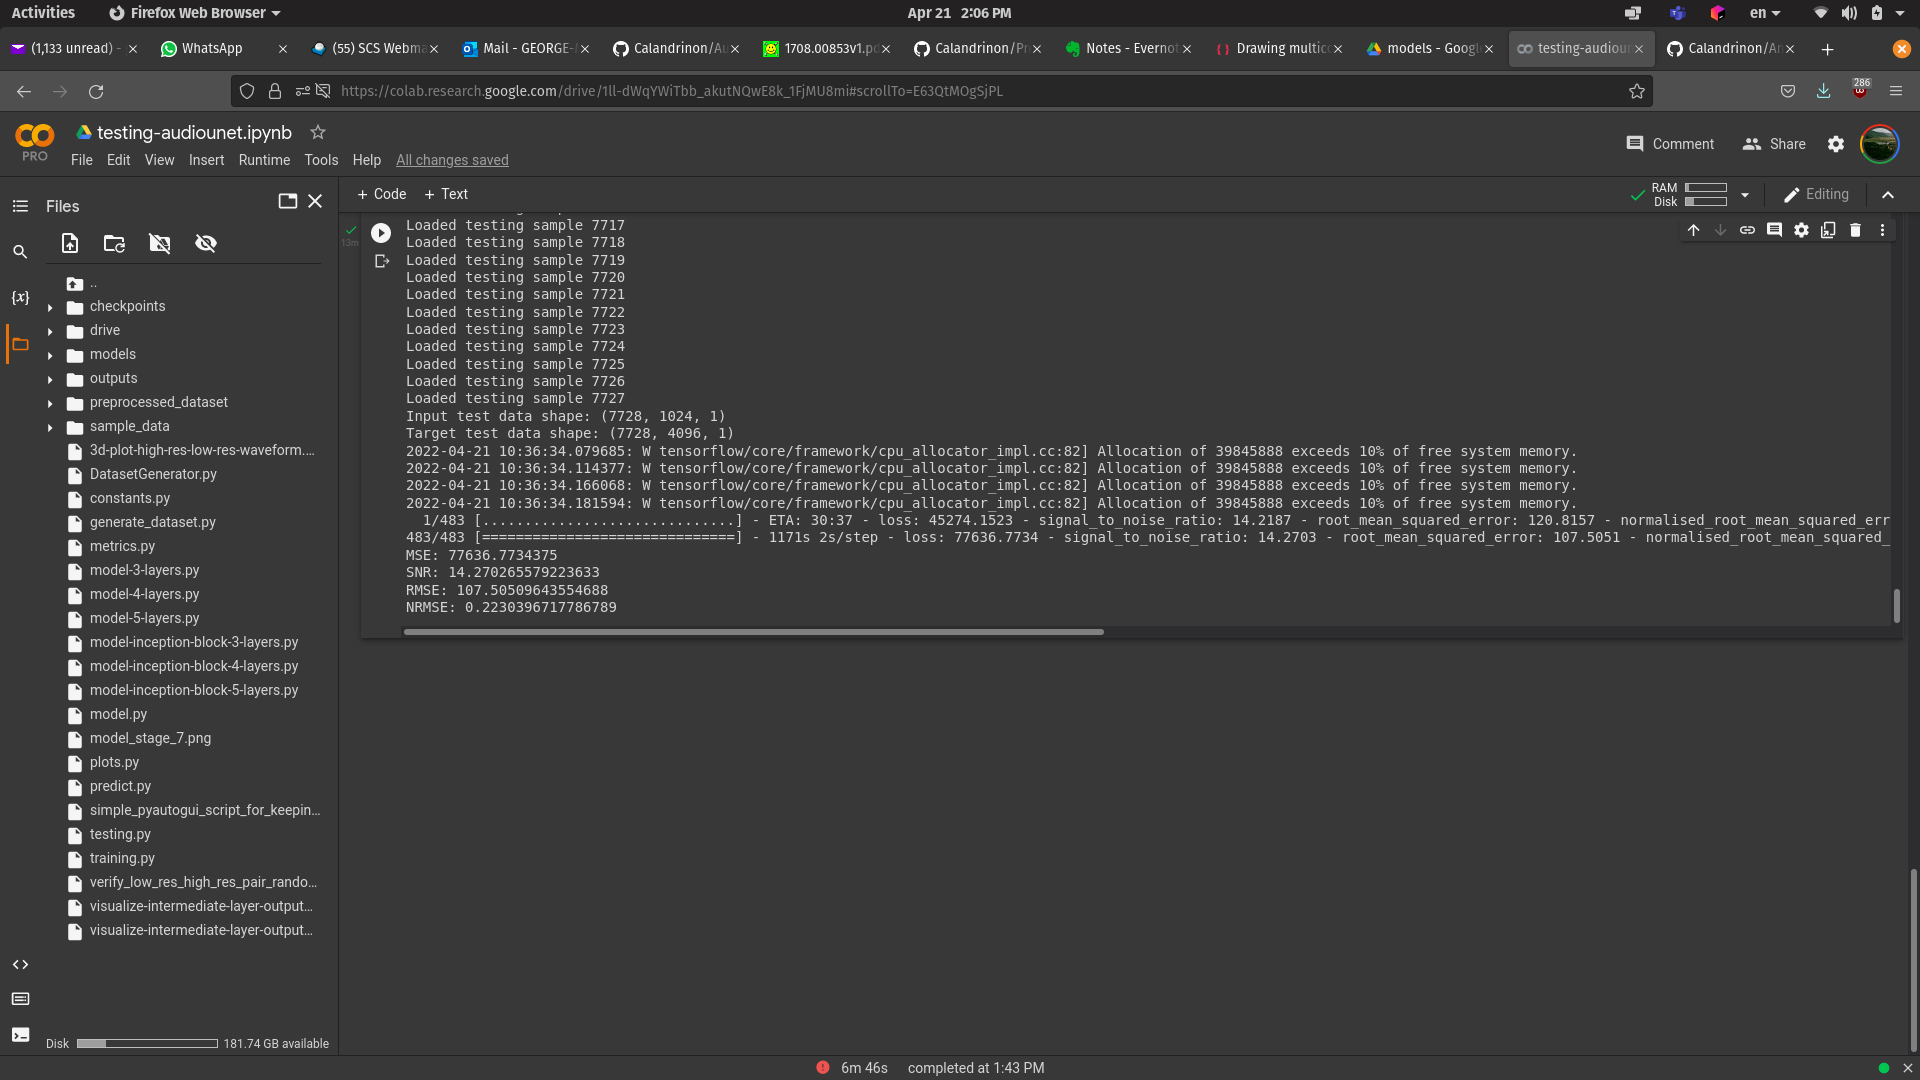 Activities
Firefox Web Browser
Apr 21 2:06 PM
en
(1,133 unread) -
WhatsApp
(55) SCS Webma
Mail - GEORGE-
Calandrinon/Au
1708.00853v1.pd
Calandrinon/Pr
Notes - Evernot
Drawing multico
models - Google
testing-audioun
Calandrinon/An
https://colab.research.google.com/drive/1ll-dWqYWiTbb_akutNQwE8k_1FjMU8mi#scrollTo=E63QtMOgSjPL
286
PRO
testing-audiounet.ipynb
File Edit View Insert Runtime Tools Help All changes saved
Comment
Share
Files
+ Code + Text
RAM
Disk
Editing
..
checkpoints
drive
models
outputs
preprocessed_dataset
sample_data
3d-plot-high-res-low-res-waveform....
DatasetGenerator.py
constants.py
generate_dataset.py
metrics.py
model-3-layers.py
model-4-layers.py
model-5-layers.py
model-inception-block-3-layers.py
model-inception-block-4-layers.py
model-inception-block-5-layers.py
model.py
model_stage_7.png
plots.py
predict.py
simple_pyautogui_script_for_keepin...
testing.py
training.py
verify_low_res_high_res_pair_rando...
visualize-intermediate-layer-output...
visualize-intermediate-layer-output...
Disk 181.74 GB available
13m
Loaded testing sample 7717
Loaded testing sample 7718
Loaded testing sample 7719
Loaded testing sample 7720
Loaded testing sample 7721
Loaded testing sample 7722
Loaded testing sample 7723
Loaded testing sample 7724
Loaded testing sample 7725
Loaded testing sample 7726
Loaded testing sample 7727
Input test data shape: (7728, 1024, 1)
Target test data shape: (7728, 4096, 1)
2022-04-21 10:36:34.079685: W tensorflow/core/framework/cpu_allocator_impl.cc:82] Allocation of 39845888 exceeds 10% of free system memory.
2022-04-21 10:36:34.114377: W tensorflow/core/framework/cpu_allocator_impl.cc:82] Allocation of 39845888 exceeds 10% of free system memory.
2022-04-21 10:36:34.166068: W tensorflow/core/framework/cpu_allocator_impl.cc:82] Allocation of 39845888 exceeds 10% of free system memory.
2022-04-21 10:36:34.181594: W tensorflow/core/framework/cpu_allocator_impl.cc:82] Allocation of 39845888 exceeds 10% of free system memory.
1/483 [..............................] - ETA: 30:37 - loss: 45274.1523 - signal_to_noise_ratio: 14.2187 - root_mean_squared_error: 120.8157 - normalised_root_mean_squared_err
483/483 [==============================] - 1171s 2s/step - loss: 77636.7734 - signal_to_noise_ratio: 14.2703 - root_mean_squared_error: 107.5051 - normalised_root_mean_squared_
MSE: 77636.7734375
SNR: 14.270265579223633
RMSE: 107.50509643554688
NRMSE: 0.2230396717786789
6m 46s completed at 1:43 PM